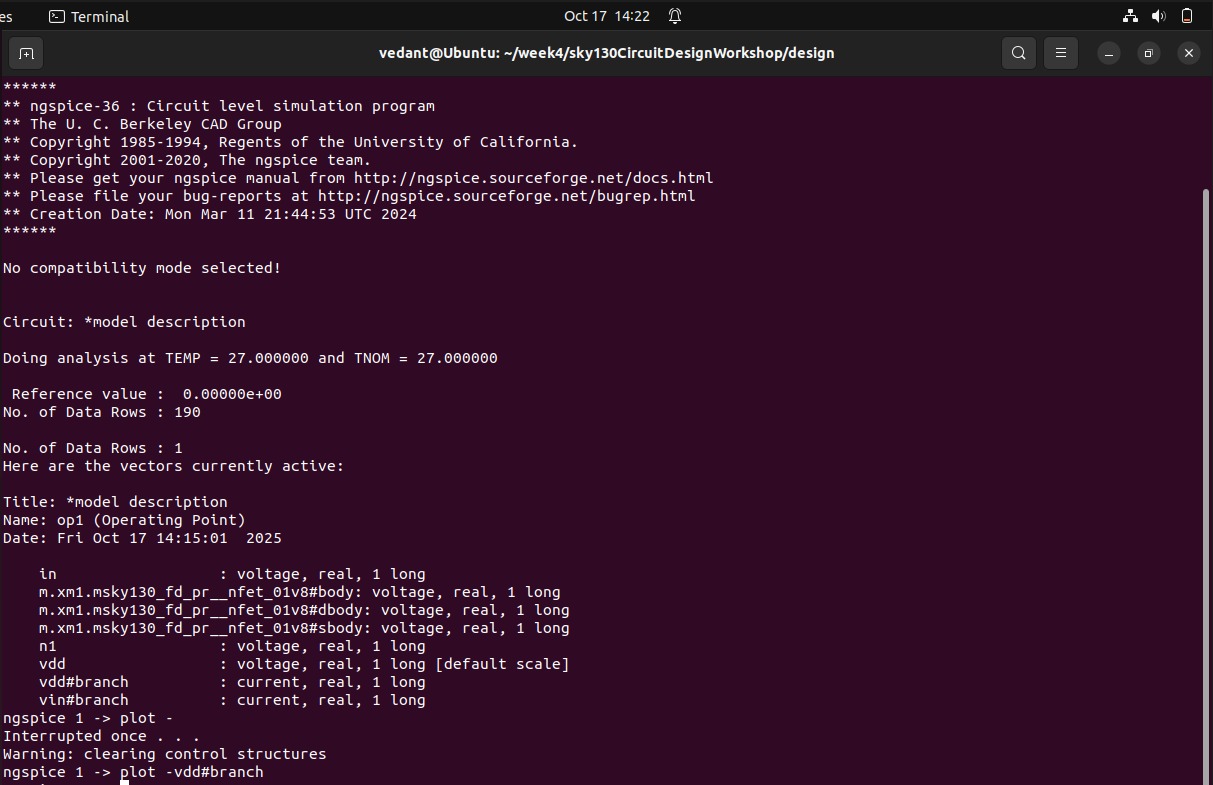 es Terminal Oct 17 14:22
vedant@Ubuntu: ~/week4/sky130CircuitDesignWorkshop/design
******
** ngspice-36 : Circuit level simulation program
** The U. C. Berkeley CAD Group
** Copyright 1985-1994, Regents of the University of California.
** Copyright 2001-2020, The ngspice team.
** Please get your ngspice manual from http://ngspice.sourceforge.net/docs.html
** Please file your bug-reports at http://ngspice.sourceforge.net/bugrep.html
** Creation Date: Mon Mar 11 21:44:53 UTC 2024
******
No compatibility mode selected!
Circuit: *model description
Doing analysis at TEMP = 27.000000 and TNOM = 27.000000
Reference value :  0.00000e+00
No. of Data Rows : 190
No. of Data Rows : 1
Here are the vectors currently active:
Title: *model description
Name: op1 (Operating Point)
Date: Fri Oct 17 14:15:01  2025
in                  : voltage, real, 1 long
m.xm1.msky130_fd_pr__nfet_01v8#body: voltage, real, 1 long
m.xm1.msky130_fd_pr__nfet_01v8#dbody: voltage, real, 1 long
m.xm1.msky130_fd_pr__nfet_01v8#sbody: voltage, real, 1 long
n1                  : voltage, real, 1 long
vdd                 : voltage, real, 1 long [default scale]
vdd#branch          : current, real, 1 long
vin#branch          : current, real, 1 long
ngspice 1 -> plot -
Interrupted once . . .
Warning: clearing control structures
ngspice 1 -> plot -vdd#branch